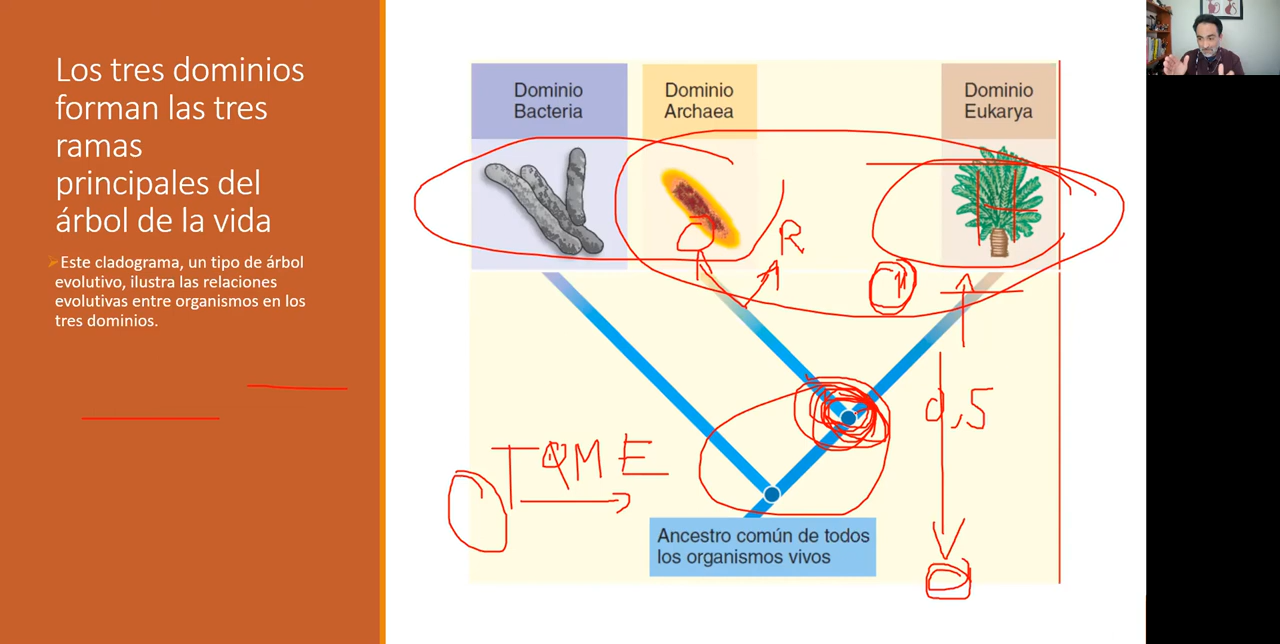 Los tres dominios
forman las tres
ramas
principales del
árbol de la vida
Este cladograma, un tipo de árbol
evolutivo, ilustra las relaciones
evolutivas entre organismos en los
tres dominios.
Dominio
Bacteria
Dominio
Archaea
Dominio
Eukarya
R
TQME
Ancestro común de todos
los organismos vivos